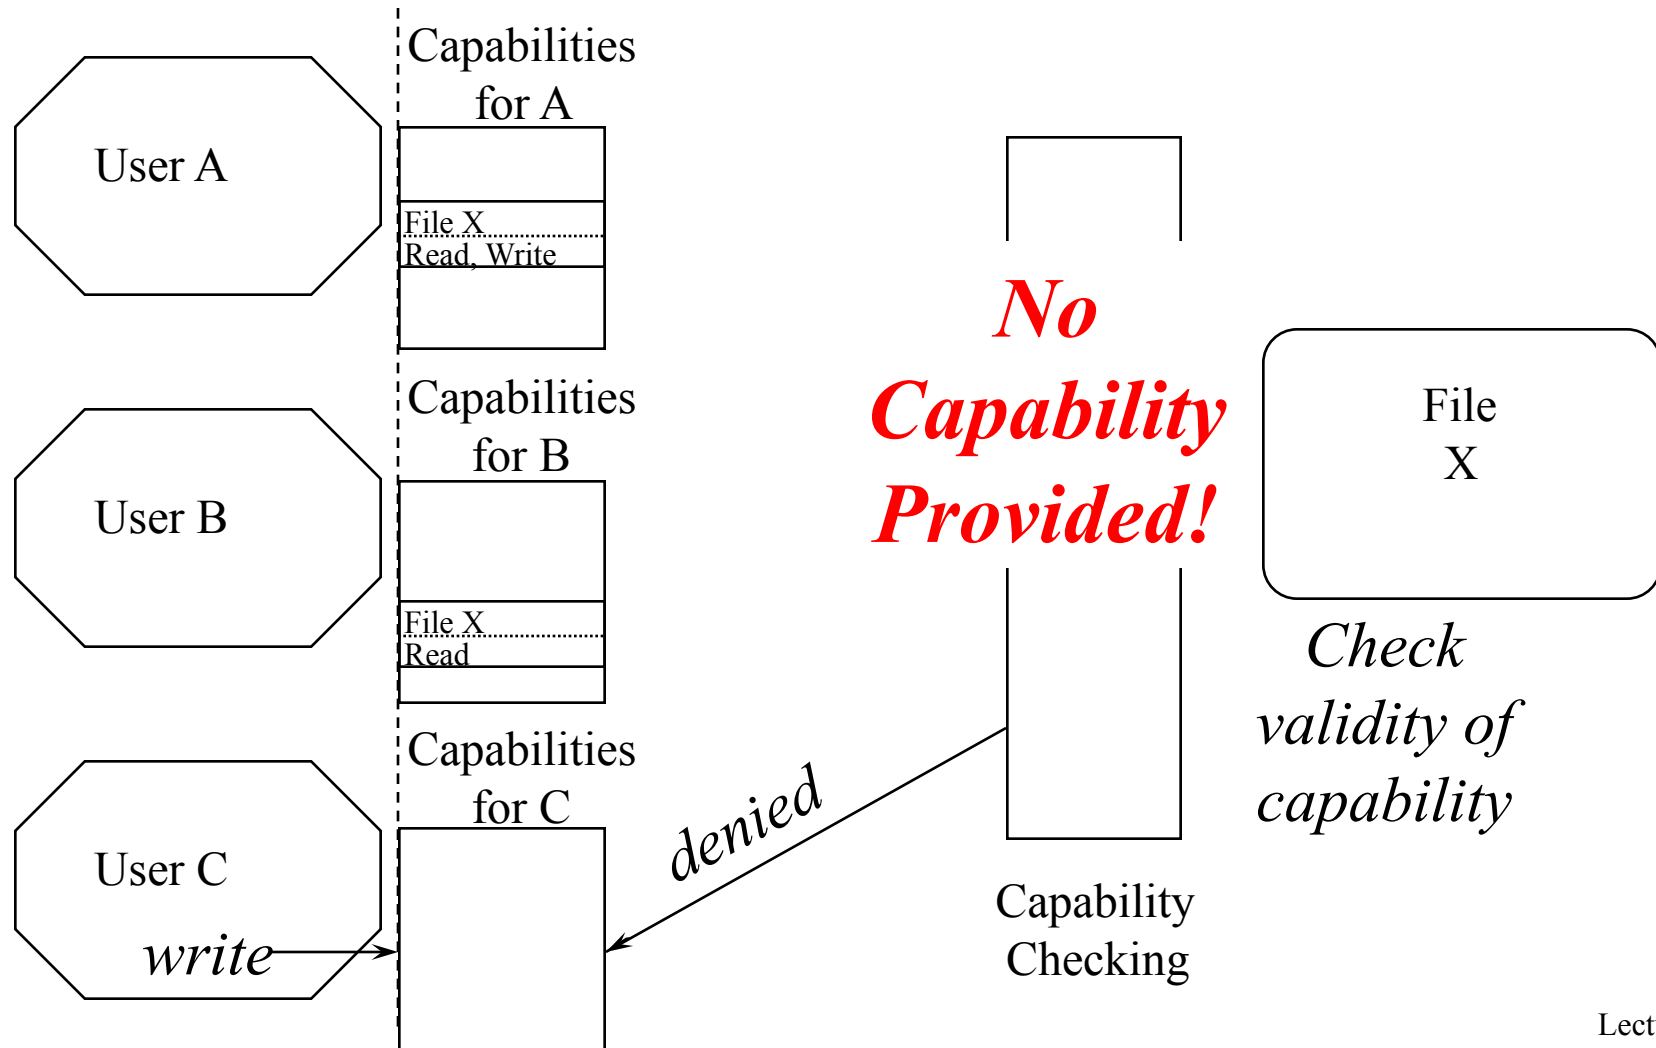 Capabilities
for A
User A
File X
Read, Write
No
Capability
Provided!
File
X
Capabilities
for B
User B
File X
Read
Check
validity of
capability
Capabilities
for C
User C
write
denied
Capability
Checking